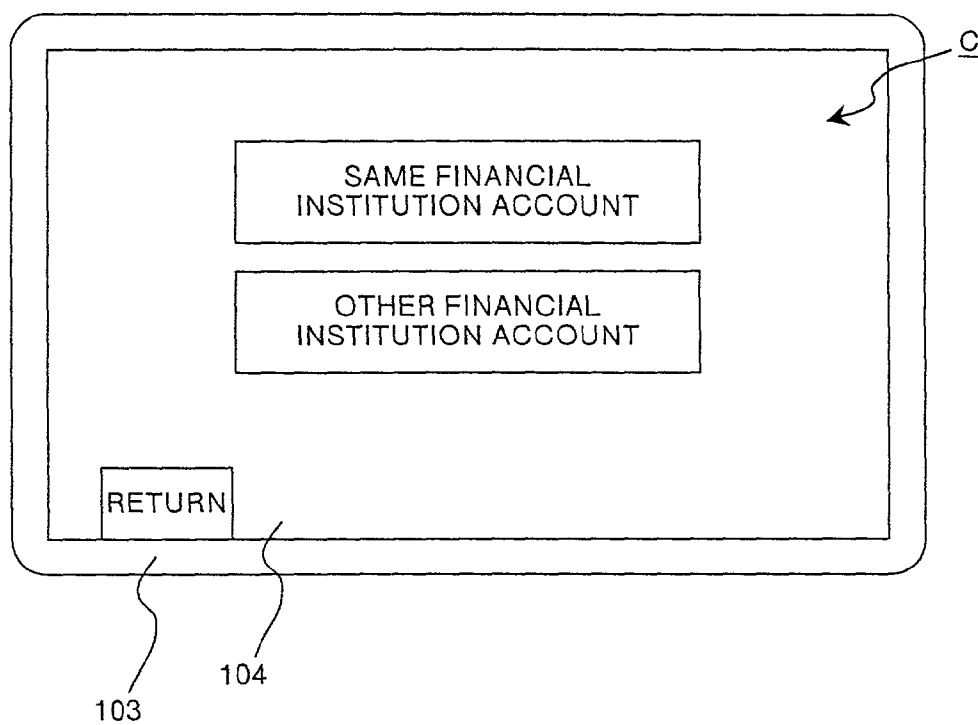 C
SAME FINANCIAL
INSTITUTION ACCOUNT
OTHER FINANCIAL
INSTITUTION ACCOUNT
RETURN
104
103